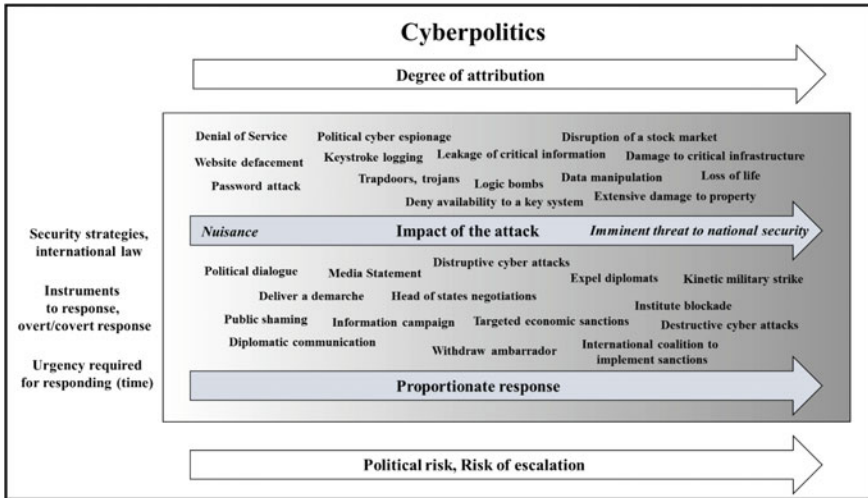 Cyberpolitics
Degree of attribution
Denial of Service
Political cyber espionage
Disruption of a stock market
Website defacement
Keystroke logging
Leakage of critical information
Damage to critical infrastructure
Password attack
Trapdoors, trojans
Logic bombs
Data manipulation
Loss of life
Deny availability to a key system
Extensive damage to property
Nuisance
Impact of the attack
Imminent threat to national security
Security strategies,
international law
Instruments
to response,
overt/covert response
Urgency required
for responding (time)
Political dialogue
Media Statement
Distruptive cyber attacks
Expel diplomats
Kinetic military strike
Deliver a demarche
Head of states negotiations
Institute blockade
Public shaming
Information campaign
Targeted economic sanctions
Destructive cyber attacks
Diplomatic communication
Withdraw ambarrador
International coalition to
implement sanctions
Proportionate response
Political risk, Risk of escalation